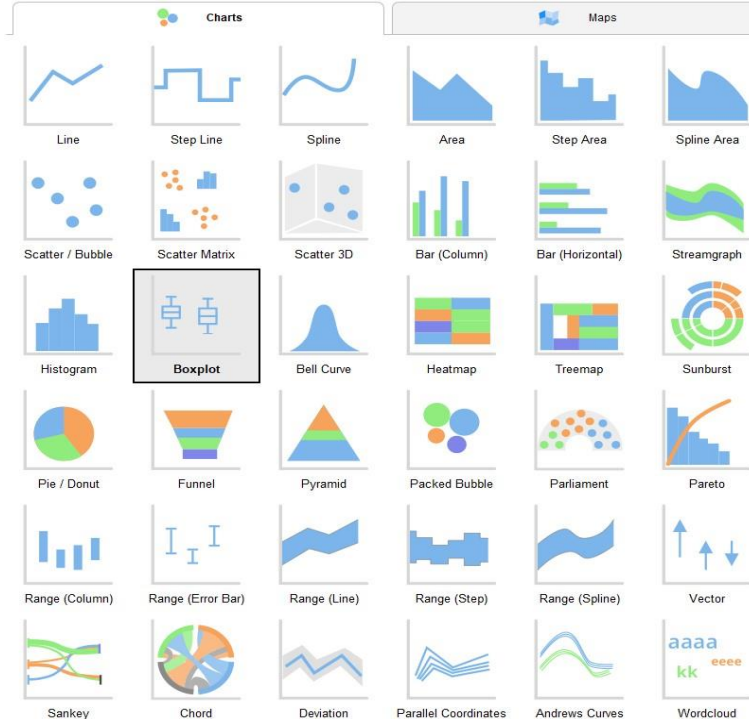 Charts
Maps
Line
Step Line
Spline
Area
Step Area
Spline Area
Scatter / Bubble
Scatter Matrix
Scatter 3D
Bar (Column)
Bar (Horizontal)
Streamgraph
Histogram
Boxplot
Bell Curve
Heatmap
Treemap
Sunburst
Pie / Donut
Funnel
Pyramid
Packed Bubble
Parliament
Pareto
Range (Column)
Range (Error Bar)
Range (Line)
Range (Step)
Range (Spline)
Vector
aaaa
eeee
kk
Sankey
Chord
Deviation
Parallel Coordinates
Andrews Curves
Wordcloud